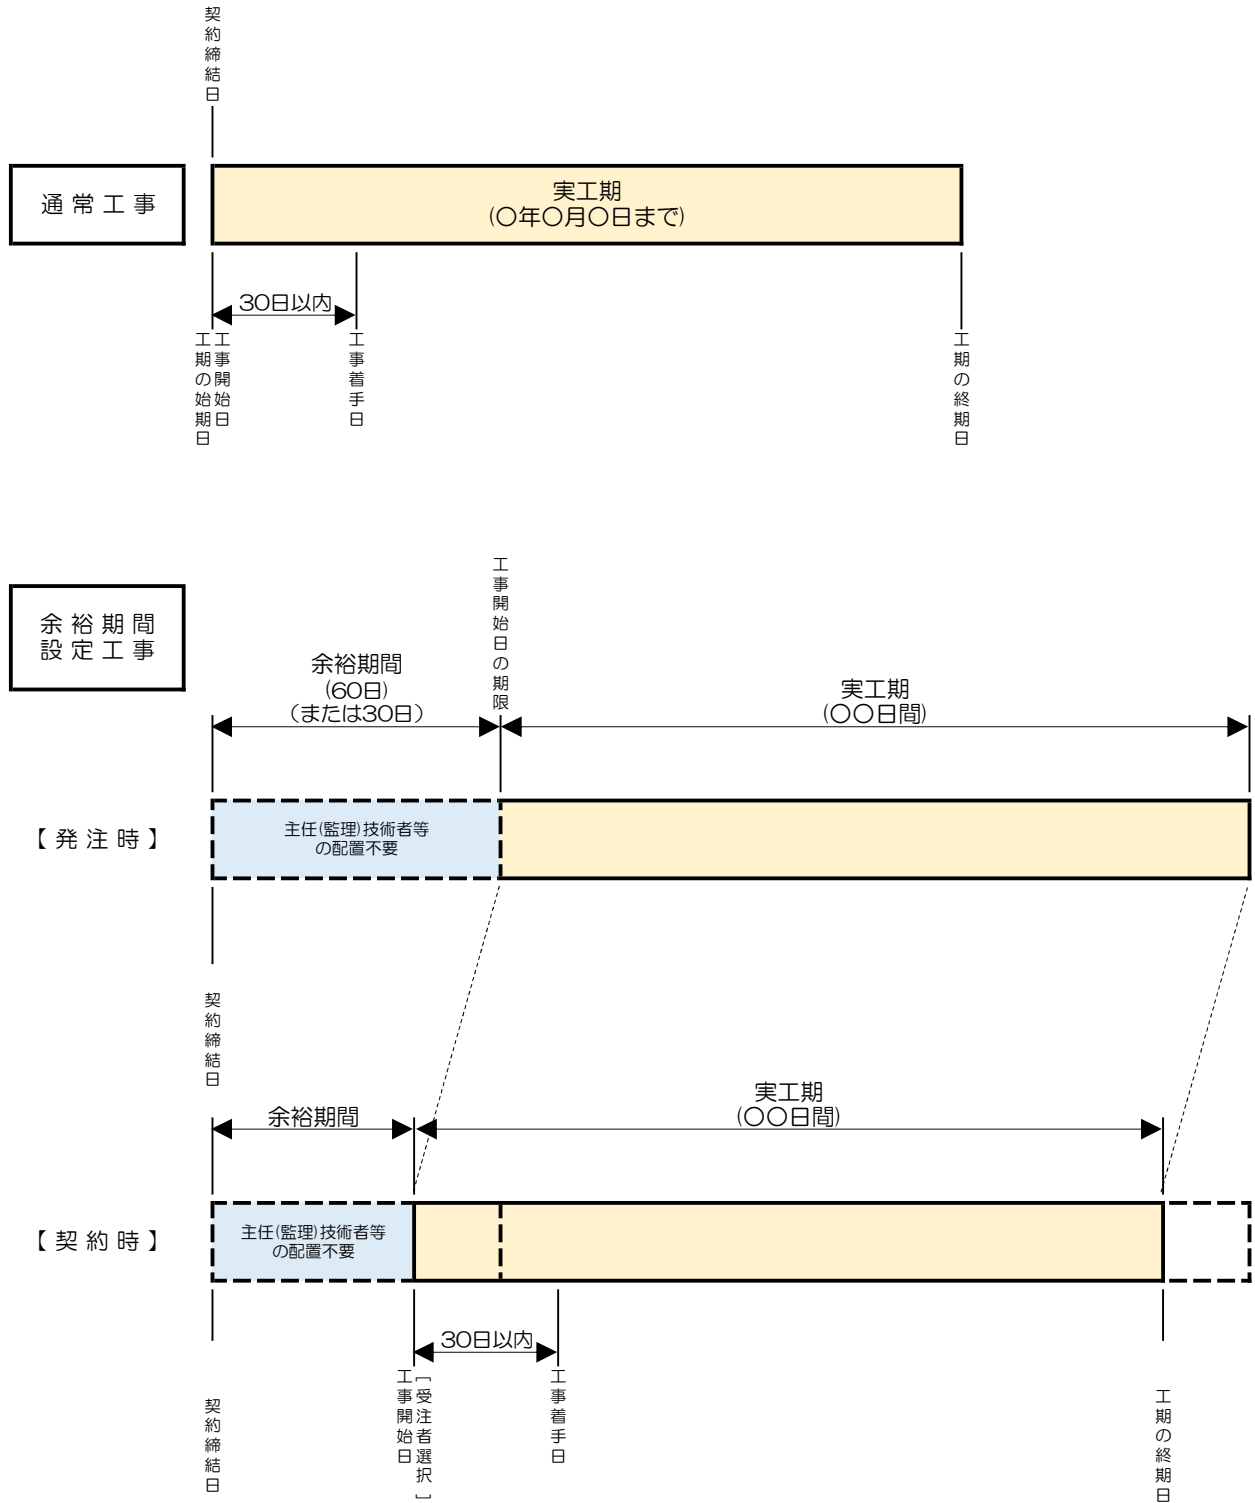 契約締結日
通常工事
実工期
(〇年〇月〇日まで)
30日以内
工期の始期日
工事開始日
工事着手日
工期の終期日
余裕期間
設定工事
工事開始日の期限
余裕期間
(60日)
(または30日)
実工期
(〇〇日間)
【発注時】
主任(監理)技術者等
の配置不要
契約締結日
余裕期間
実工期
(〇〇日間)
【契約時】
主任(監理)技術者等
の配置不要
30日以内
契約締結日
工事開始日
[受注者選択]
工事着手日
工期の終期日